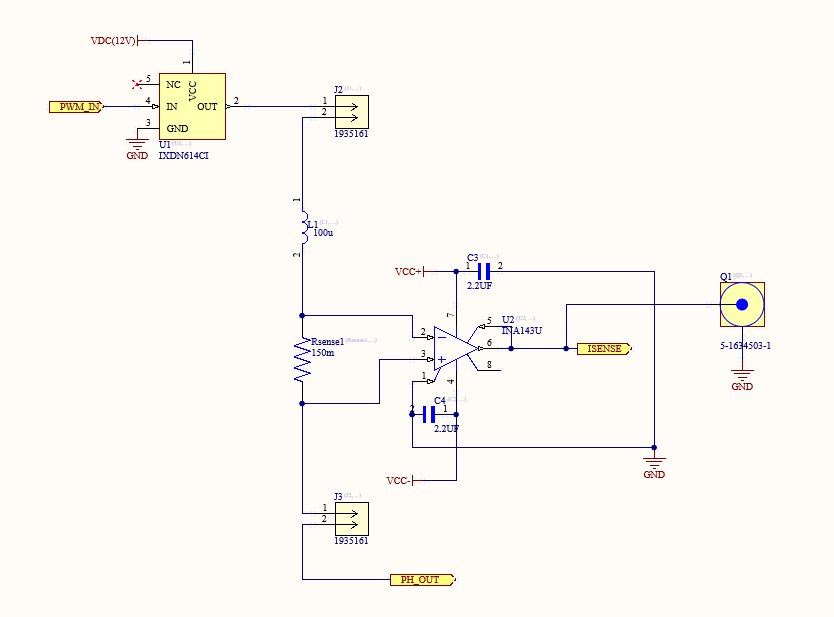 VDC(12V)
1
5 NC VCC
PWM_IN 4 IN OUT 2
3 GND
GND
U1
IXDN614CI
J2
1
2
1935161
1
L1
100u
2
VCC+
C3
1 2
2.2UF
7
U2
INA143U
2 5
6
3
1 8
4
Rsense1
150m
C4
2 1
2.2UF
VCC-
ISENSE
Q1
5-1634503-1
GND
GND
J3
1
2
1935161
PH_OUT